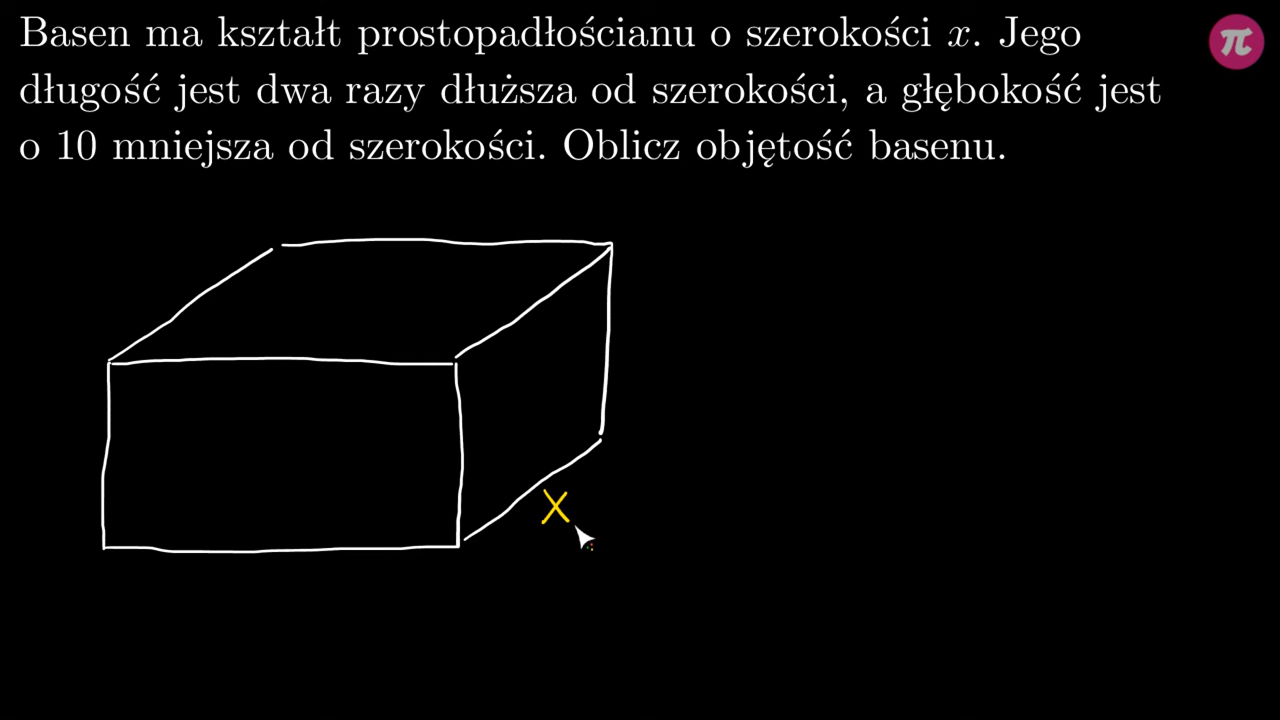 Basen ma kształt prostopadłościanu o szerokości x. Jego
długość jest dwa razy dłuższa od szerokości, a głębokość jest
o 10 mniejsza od szerokości. Oblicz objętość basenu.
π
x